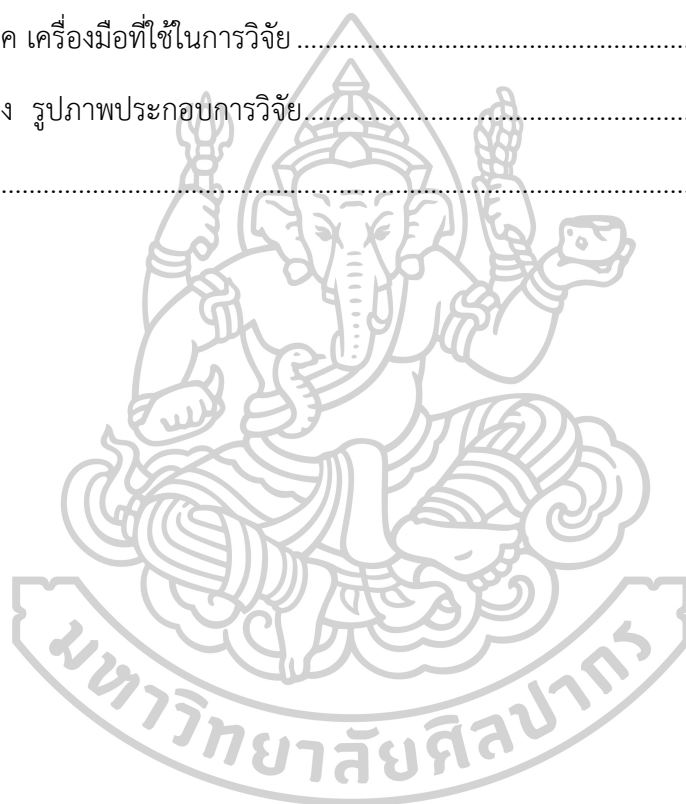 ค เครื่องมือที่ใช้ในการวิจัย ................................................
ง รูปภาพประกอบการวิจัย................................................
................................................................................
มหาวิทยาลัยศิลปากร